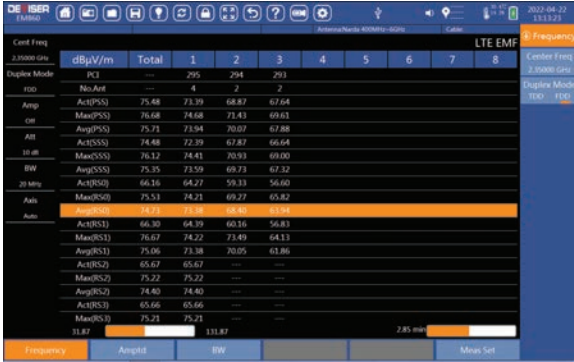 DEVISER
EM860
2022-04-22
13:13:23
Antenna:Narda 400MHz~6GHz
Cable:
Cent Freq
2.35000 GHz
Duplex Mode
FDD
Amp
Off
Att
10 dB
BW
20 MHz
Axis
Auto
LTE EMF
dBμV/m Total 1 2 3 4 5 6 7 8
PCI --- 295 294 293
No.Ant --- 4 2 2
Act(PSS) 75.48 73.39 68.87 67.64
Max(PSS) 76.68 74.68 71.43 69.61
Avg(PSS) 75.71 73.94 70.07 67.88
Act(SSS) 74.48 72.39 67.87 66.64
Max(SSS) 76.12 74.41 70.93 69.00
Avg(SSS) 75.35 73.59 69.73 67.32
Act(RS0) 66.16 64.27 59.33 56.60
Max(RS0) 75.53 74.21 69.27 65.82
Avg(RS0) 74.73 73.38 68.40 63.94
Act(RS1) 66.30 64.39 60.16 56.83
Max(RS1) 76.67 74.22 73.49 64.13
Avg(RS1) 75.06 73.38 70.05 61.86
Act(RS2) 65.67 65.67 --- ---
Max(RS2) 75.22 75.22 --- ---
Avg(RS2) 74.40 74.40 --- ---
Act(RS3) 65.66 65.66 --- ---
Max(RS3) 75.21 75.21 --- ---
31.87 131.87 2.85 min
Frequency
Center Freq
2.35000 GHz
Duplex Mode
TDD FDD
Frequency Amptd BW Meas Set